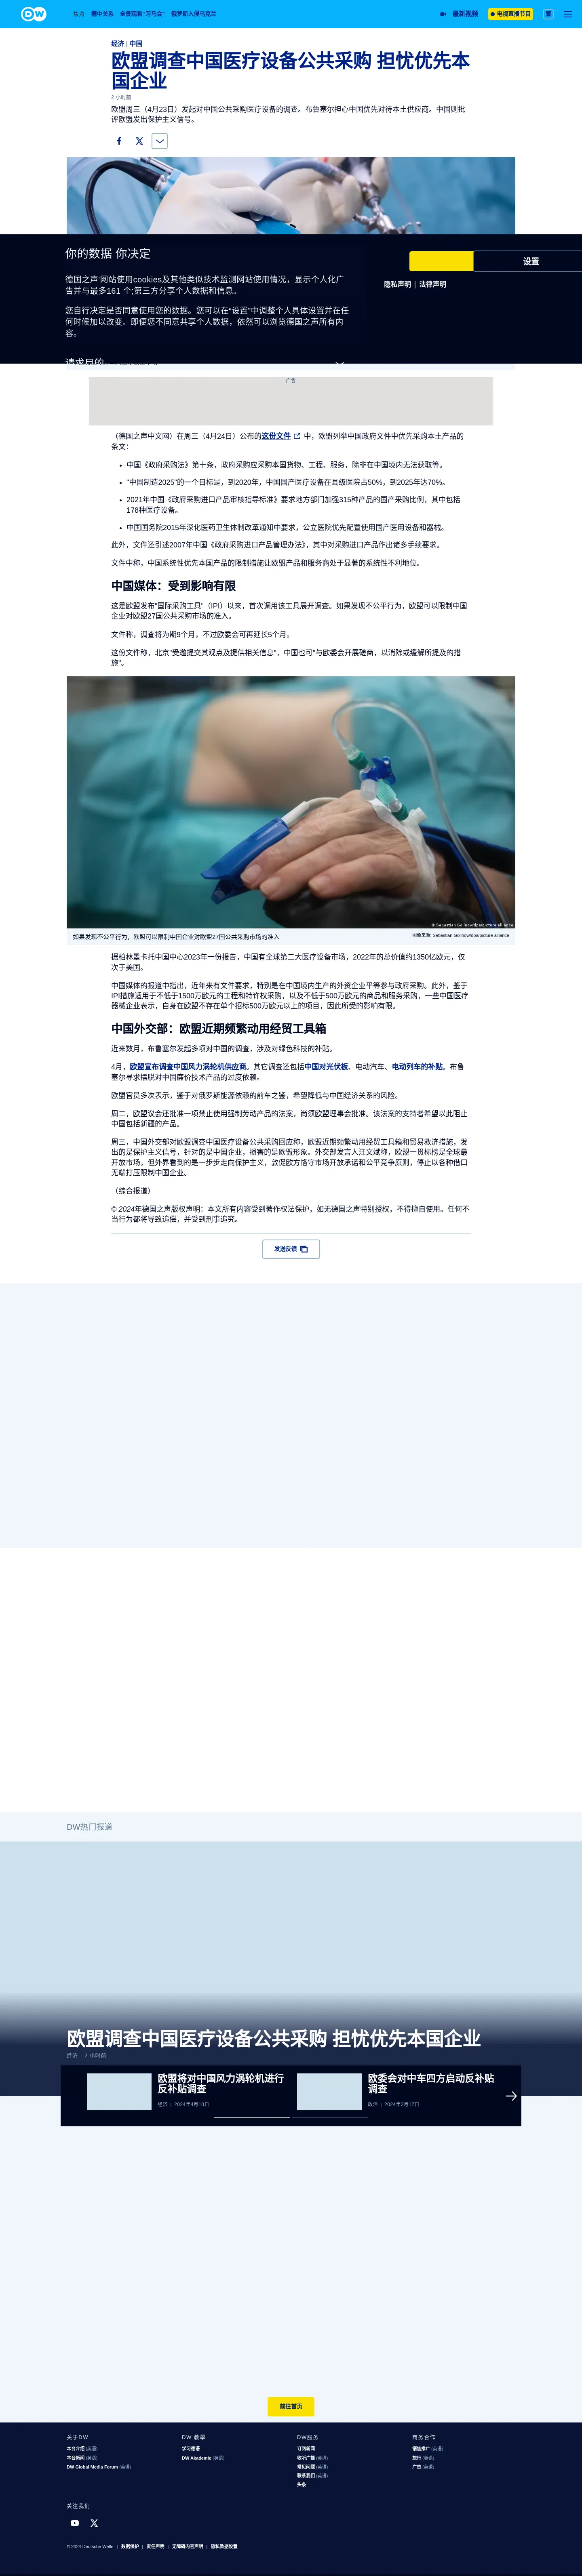 DW
焦点 德中关系 全景观看"习马会" 俄罗斯入侵乌克兰 最新视频 电视直播节目 繁
经济 | 中国
欧盟调查中国医疗设备公共采购 担忧优先本
国企业
2 小时前
欧盟周三（4月23日）发起对中国公共采购医疗设备的调查。布鲁塞尔担心中国优先对待本土供应商。中国则批
评欧盟发出保护主义信号。
你的数据 你决定
设置
德国之声'网站使用cookies及其他类似技术监测网站使用情况，显示个人化广
告并与最多161 个;第三方分享个人数据和信息。
隐私声明 | 法律声明
您自行决定是否同意使用您的数据。您可以在“设置”中调整个人具体设置并在任
何时候加以改变。即便您不同意共享个人数据，依然可以浏览德国之声所有内
容。
请求目的
广告
（德国之声中文网）在周三（4月24日）公布的这份文件 中，欧盟列举中国政府文件中优先采购本土产品的
条文：
中国《政府采购法》第十条，政府采购应采购本国货物、工程、服务，除非在中国境内无法获取等。
"中国制造2025"的一个目标是，到2020年，中国国产医疗设备在县级医院占50%，到2025年达70%。
2021年中国《政府采购进口产品审核指导标准》要求地方部门加强315种产品的国产采购比例，其中包括
178种医疗设备。
中国国务院2015年深化医药卫生体制改革通知中要求，公立医院优先配置使用国产医用设备和器械。
此外，文件还引述2007年中国《政府采购进口产品管理办法》，其中对采购进口产品作出诸多手续要求。
文件中称，中国系统性优先本国产品的限制措施让欧盟产品和服务商处于显著的系统性不利地位。
中国媒体：受到影响有限
这是欧盟发布"国际采购工具"（IPI）以来，首次调用该工具展开调查。如果发现不公平行为，欧盟可以限制中国
企业对欧盟27国公共采购市场的准入。
文件称，调查将为期9个月，不过欧委会可再延长5个月。
这份文件称，北京"受邀提交其观点及提供相关信息"，中国也可"与欧委会开展磋商，以消除或缓解所提及的措
施"。
© Sebastian Gollnow/dpa/picture alliance
如果发现不公平行为，欧盟可以限制中国企业对欧盟27国公共采购市场的准入
图像来源: Sebastian Gollnow/dpa/picture alliance
据柏林墨卡托中国中心2023年一份报告，中国有全球第二大医疗设备市场，2022年的总价值约1350亿欧元，仅
次于美国。
中国媒体的报道中指出，近年来有文件要求，特别是在中国境内生产的外资企业平等参与政府采购。此外，鉴于
IPI措施适用于不低于1500万欧元的工程和特许权采购，以及不低于500万欧元的商品和服务采购，一些中国医疗
器械企业表示，自身在欧盟不存在单个招标500万欧元以上的项目，因此所受的影响有限。
中国外交部：欧盟近期频繁动用经贸工具箱
近来数月，布鲁塞尔发起多项对中国的调查，涉及对绿色科技的补贴。
4月，欧盟宣布调查中国风力涡轮机供应商。其它调查还包括中国对光伏板、电动汽车、电动列车的补贴。布鲁
塞尔寻求摆脱对中国廉价技术产品的过度依赖。
欧盟官员多次表示，鉴于对俄罗斯能源依赖的前车之鉴，希望降低与中国经济关系的风险。
周二，欧盟议会还批准一项禁止使用强制劳动产品的法案，尚须欧盟理事会批准。该法案的支持者希望以此阻止
中国包括新疆的产品。
周三，中国外交部对欧盟调查中国医疗设备公共采购回应称，欧盟近期频繁动用经贸工具箱和贸易救济措施，发
出的是保护主义信号，针对的是中国企业，损害的是欧盟形象。外交部发言人汪文斌称，欧盟一贯标榜是全球最
开放市场，但外界看到的是一步步走向保护主义，敦促欧方恪守市场开放承诺和公平竞争原则，停止以各种借口
无端打压限制中国企业。
（综合报道）
© 2024年德国之声版权声明：本文所有内容受到著作权法保护，如无德国之声特别授权，不得擅自使用。任何不
当行为都将导致追偿，并受到刑事追究。
发送反馈
DW热门报道
欧盟调查中国医疗设备公共采购 担忧优先本国企业
经济 | 2 小时前
欧盟将对中国风力涡轮机进行
反补贴调查
经济 | 2024年4月10日
欧委会对中车四方启动反补贴
调查
政治 | 2024年2月17日
前往首页
关于DW
本台介绍 (英语)
本台新闻 (英语)
DW Global Media Forum (英语)
DW 教学
学习德语
DW Akademie (英语)
DW服务
订阅新闻
收听广播 (英语)
常见问题 (英语)
联系我们 (英语)
头条
商务合作
销售推广 (英语)
旅行 (英语)
广告 (英语)
关注我们
© 2024 Deutsche Welle | 数据保护 | 责任声明 | 无障碍内容声明 | 隐私数据设置